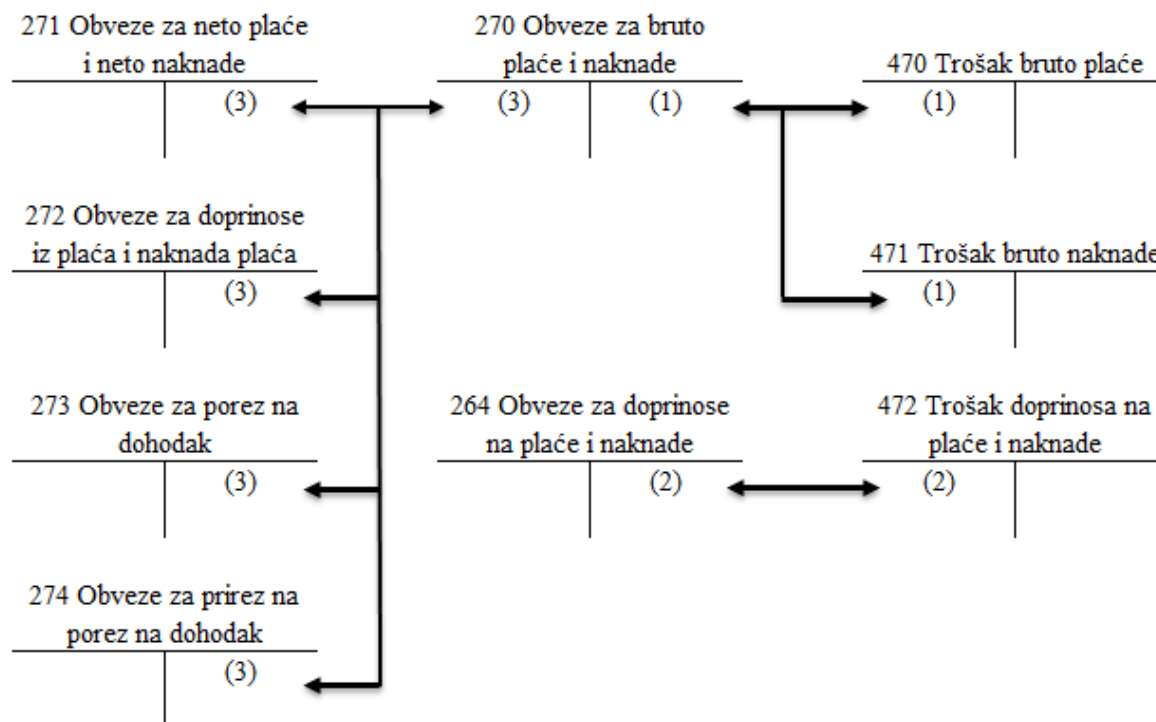 271 Obveze za neto plaće
i neto naknade
(3)
270 Obveze za bruto
plaće i naknade
(3) (1)
470 Trošak bruto plaće
(1)
272 Obveze za doprinose
iz plaća i naknada plaća
(3)
471 Trošak bruto naknade
(1)
273 Obveze za porez na
dohodak
(3)
264 Obveze za doprinose
na plaće i naknade
(2)
472 Trošak doprinosa na
plaće i naknade
(2)
274 Obveze za prirez na
porez na dohodak
(3)